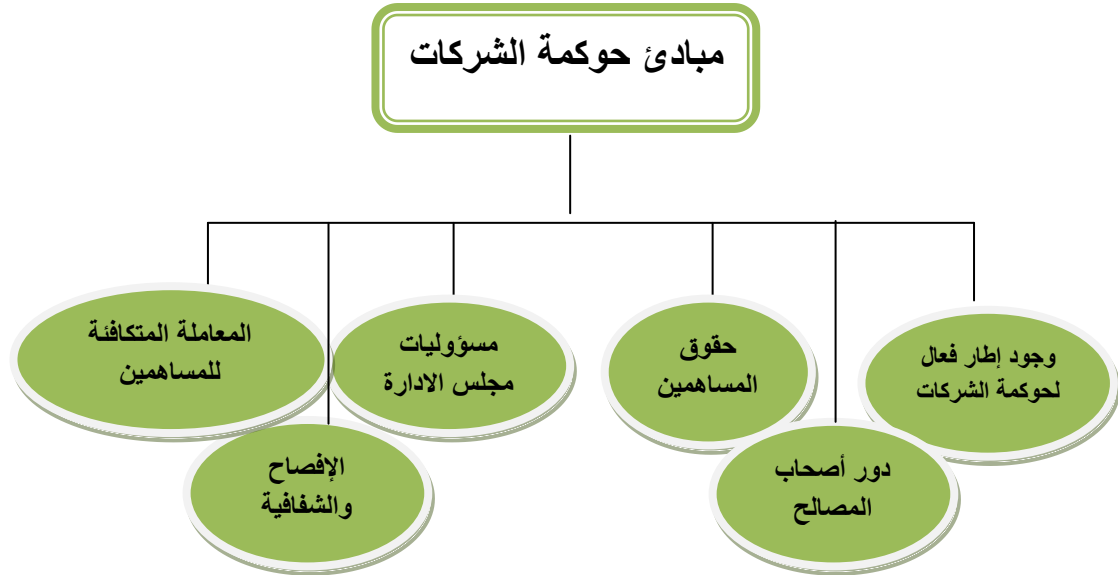 مبادئ حوكمة الشركات
وجود إطار فعال
لحوكمة الشركات
حقوق
المساهمين
مسؤوليات
مجلس الادارة
المعاملة المتكافئة
للمساهمين
دور أصحاب
المصالح
الإفصاح
والشفافية